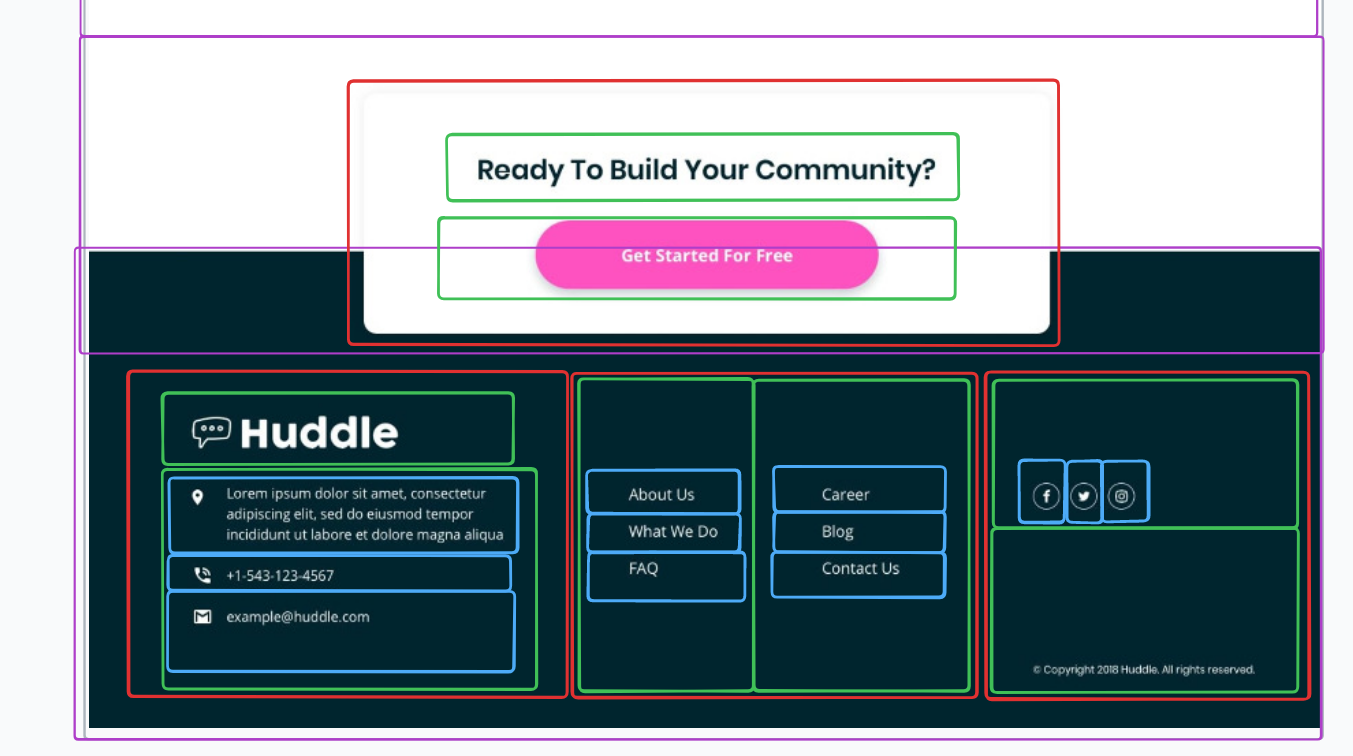 Ready To Build Your Community?
Get Started For Free
Huddle
Lorem ipsum dolor sit amet, consectetur
adipiscing elit, sed do eiusmod tempor
incididunt ut labore et dolore magna aliqua
+1-543-123-4567
example@huddle.com
About Us
What We Do
FAQ
Career
Blog
Contact Us
© Copyright 2018 Huddle. All rights reserved.